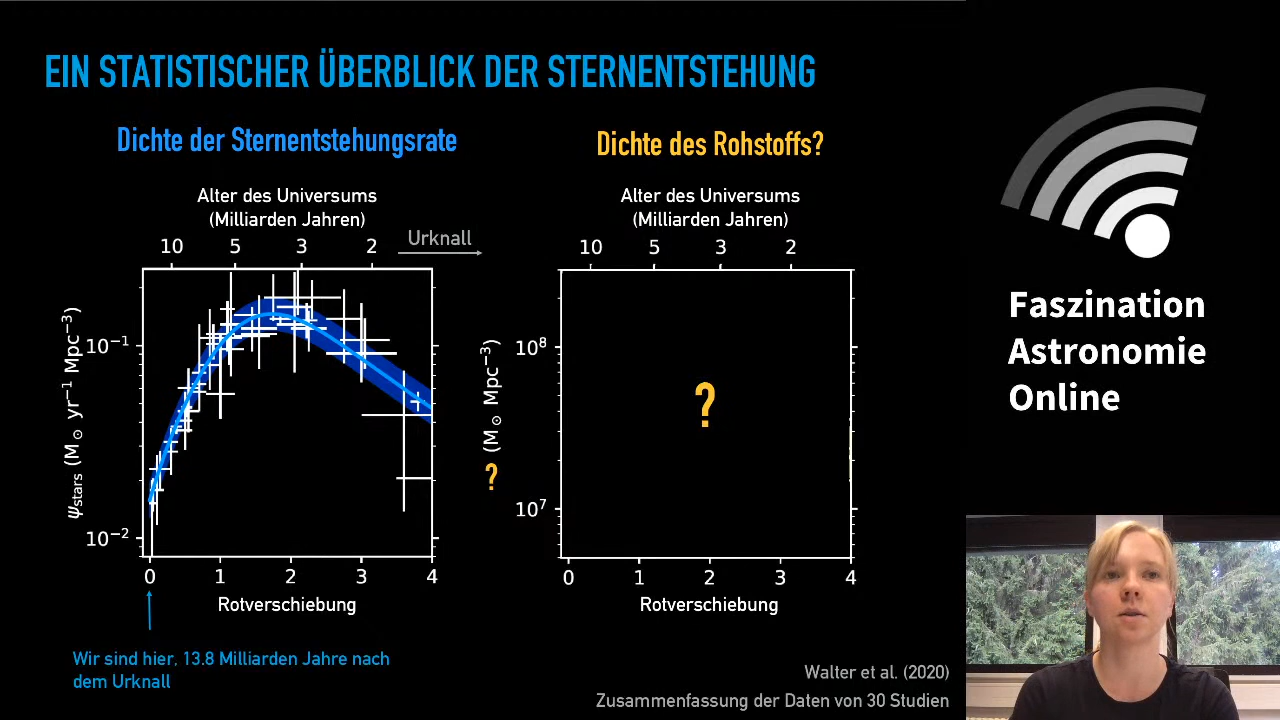 EIN STATISTISCHER ÜBERBLICK DER STERNENTSTEHUNG
Dichte der Sternentstehungsrate
Alter des Universums
(Milliarden Jahren)
10 5 3 2
Urknall
ψstars (M⊙ yr⁻¹ Mpc⁻³)
10⁻¹
10⁻²
0 1 2 3 4
Rotverschiebung
Wir sind hier, 13.8 Milliarden Jahre nach
dem Urknall
Dichte des Rohstoffs?
Alter des Universums
(Milliarden Jahren)
10 5 3 2
? (M⊙ Mpc⁻³)
10⁸
10⁷
?
0 1 2 3 4
Rotverschiebung
Walter et al. (2020)
Zusammenfassung der Daten von 30 Studien
Faszination
Astronomie
Online